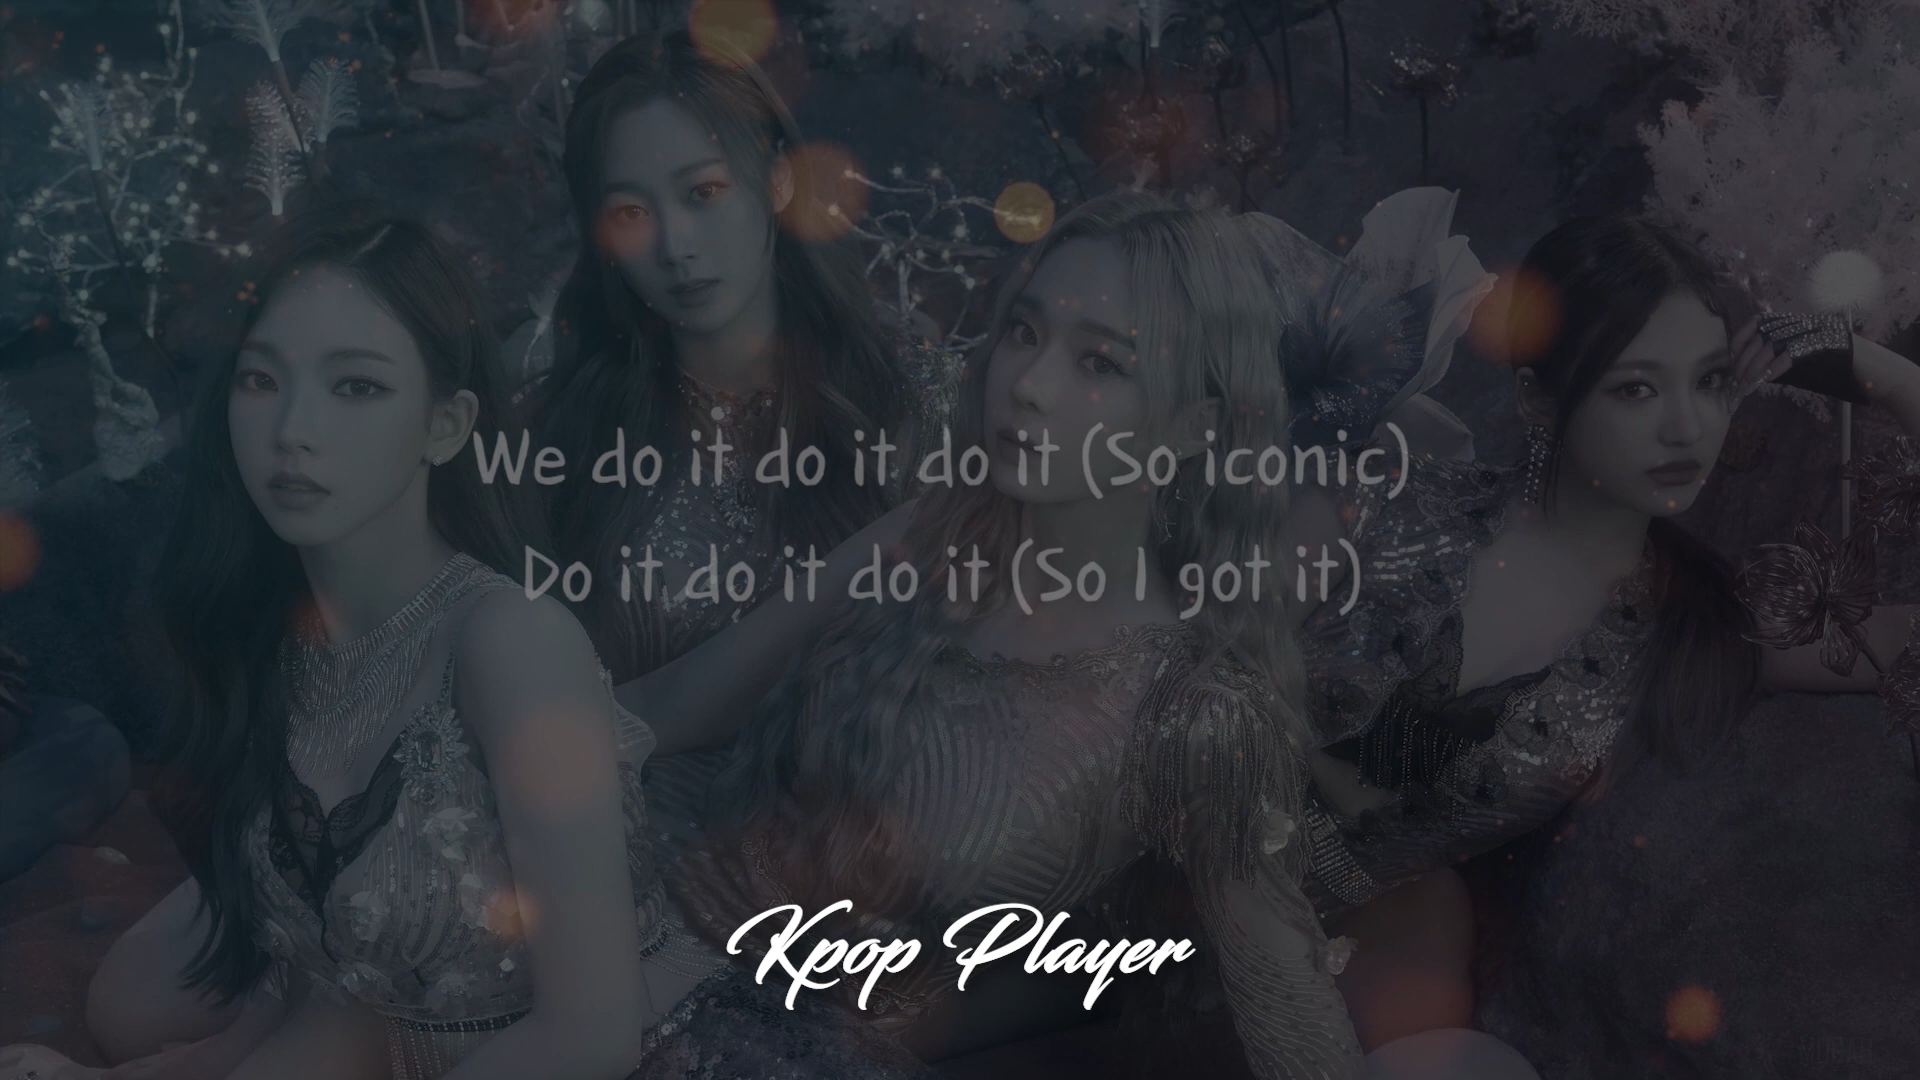 We do it do it do it (So iconic)
Do it do it do it (So I got it)
Kpop Player